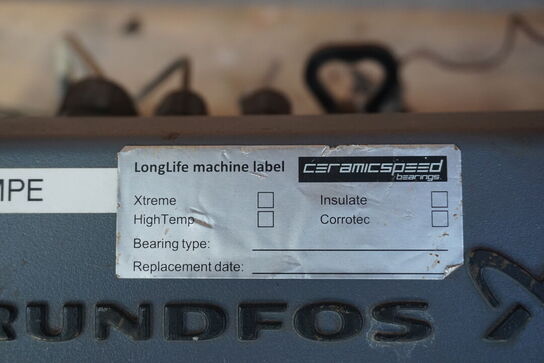 LongLife machine label ceramicspeed
bearings.
MPE
Xtreme Insulate
HighTemp Corrotec
Bearing type:
Replacement date:
RUNDFOS